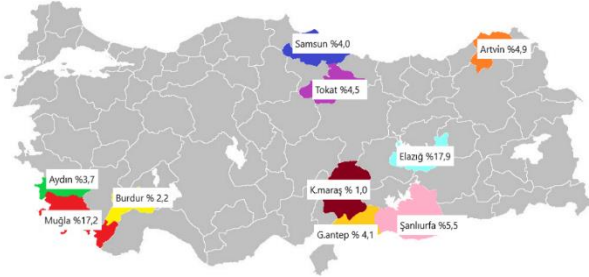 Samsun %4,0
Artvin %4,9
Tokat %4,5
Elazığ %17,9
Aydın %3,7
Burdur % 2,2
K.maraş % 1,0
Muğla %17,2
G.antep % 4,1
Şanlıurfa %5,5